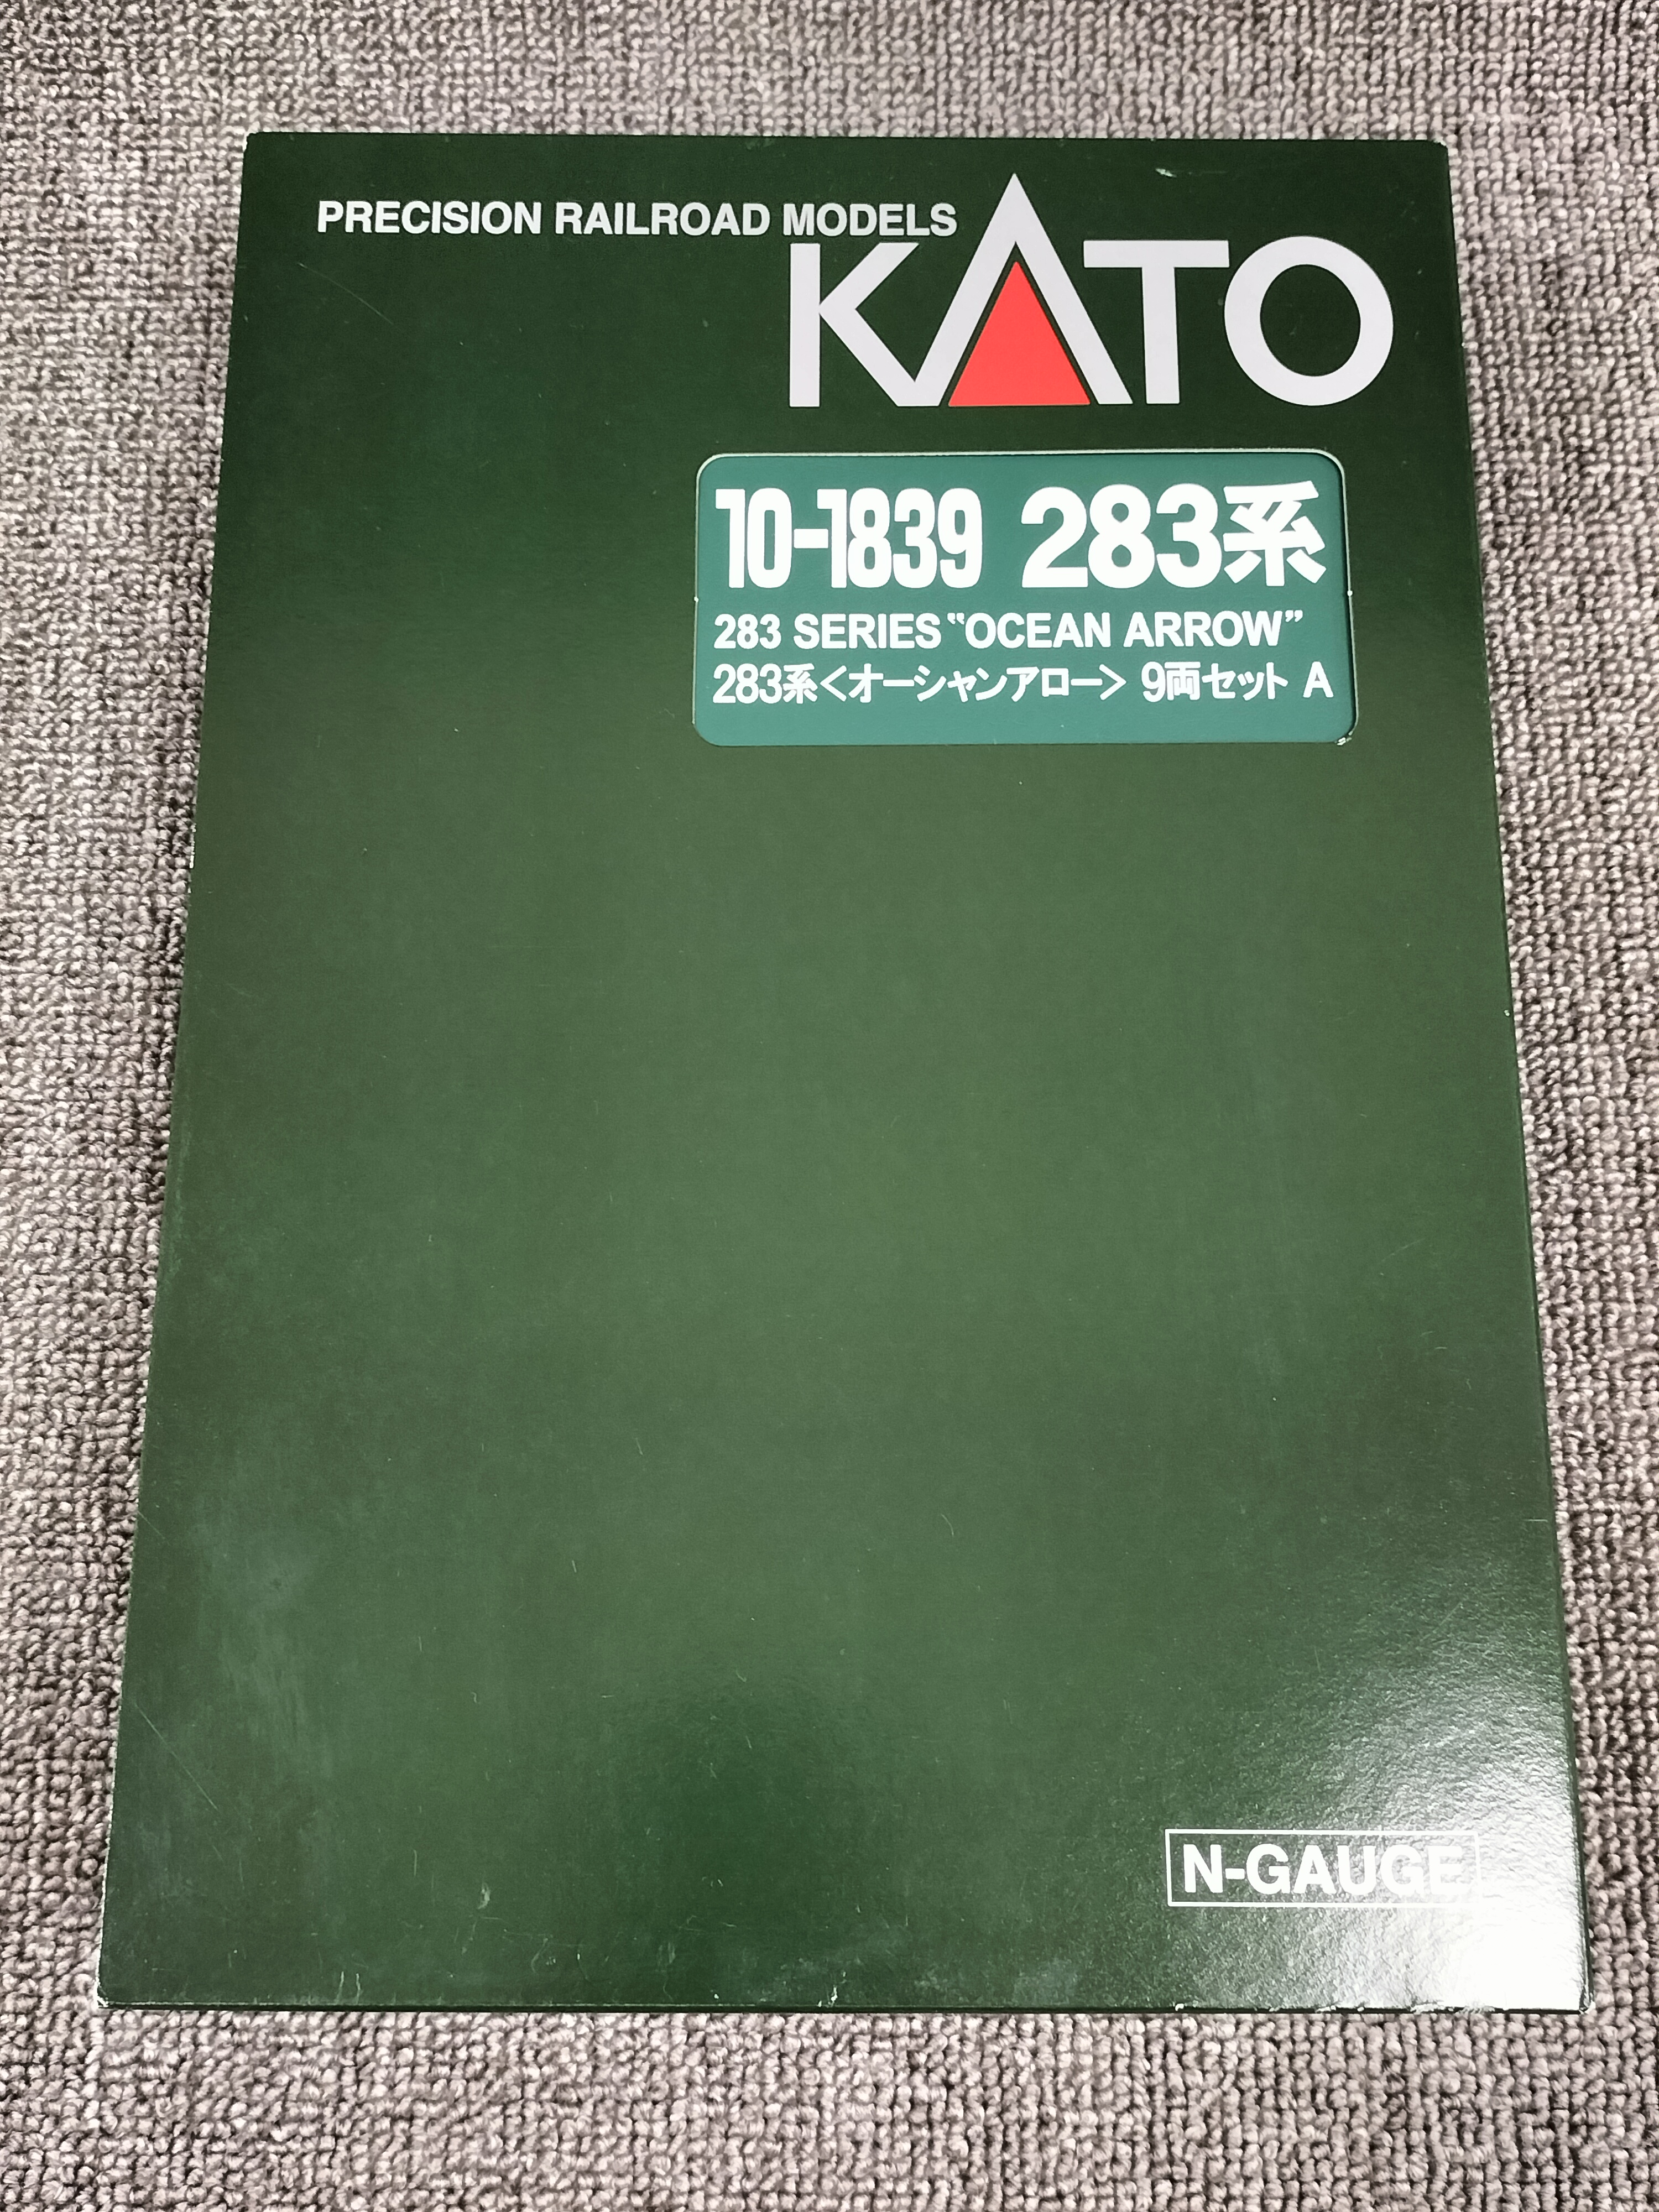 PRECISION RAILROAD MODELS
KATO
10-1839 283系
283 SERIES “OCEAN ARROW”
283系<オーシャンアロー> 9両セット A
N-GAUGE